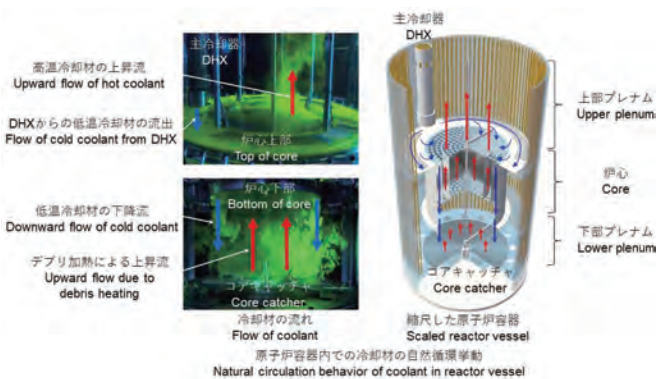 主冷却器
DHX
高温冷却材の上昇流
Upward flow of hot coolant
DHXからの低温冷却材の流出
Flow of cold coolant from DHX
炉心上部
Top of core
低温冷却材の下降流
Downward flow of cold coolant
炉心下部
Bottom of core
デブリ加熱による上昇流
Upward flow due to
debris heating
コアキャッチャ
Core catcher
冷却材の流れ
Flow of coolant
主冷却器
DHX
上部プレナム
Upper plenum
炉心
Core
下部プレナム
Lower plenum
コアキャッチャ
Core catcher
縮尺した原子炉容器
Scaled reactor vessel
原子炉容器内での冷却材の自然循環挙動
Natural circulation behavior of coolant in reactor vessel